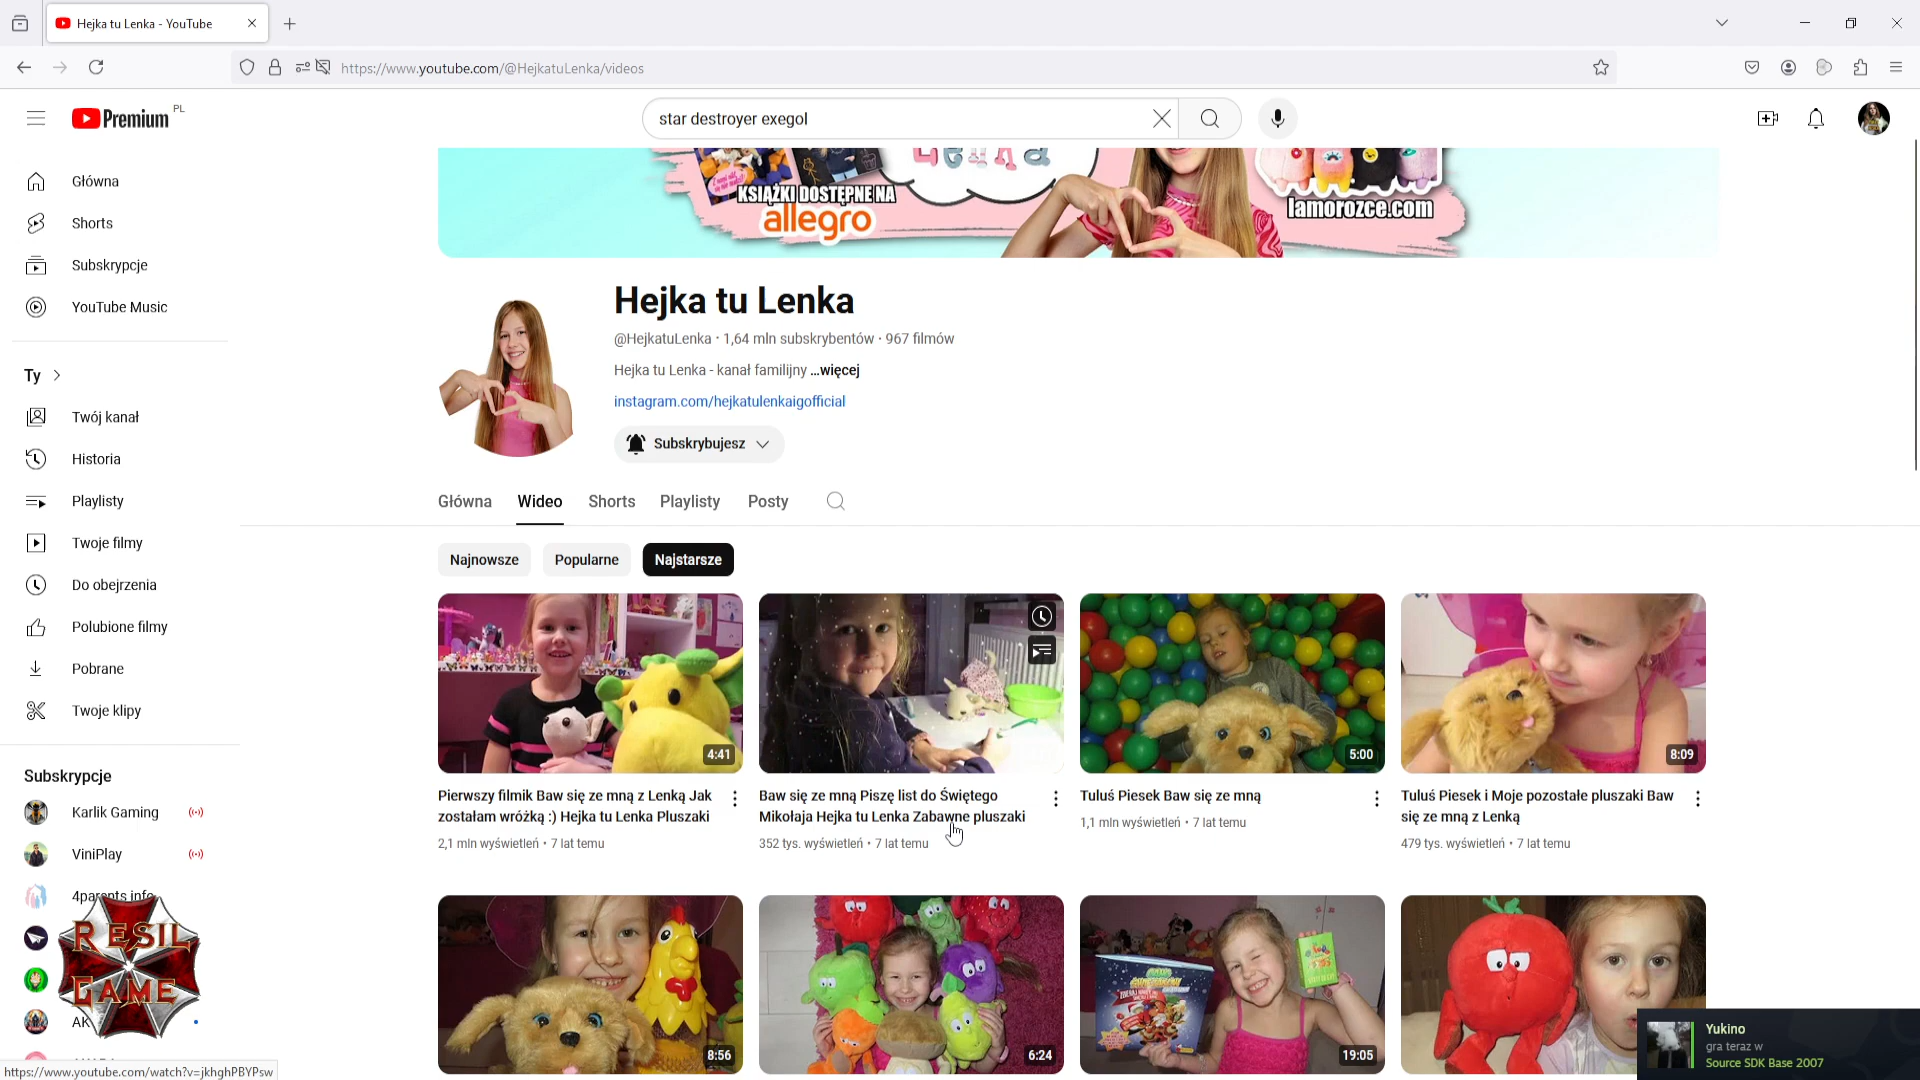 Hejka tu Lenka - YouTube
https://www.youtube.com/@HejkatuLenka/videos
Premium PL
star destroyer exegol
Główna
Shorts
Subskrypcje
YouTube Music
Ty
Twój kanał
Historia
Playlisty
Twoje filmy
Do obejrzenia
Polubione filmy
Pobrane
Twoje klipy
Subskrypcje
Karlik Gaming
ViniPlay
4parents info
AK
RESIL
GAME
https://www.youtube.com/watch?v=jkhghPBYPsw
Lenka
KSIĄŻKI DOSTĘPNE NA
allegro
lamorozce.com
Hejka tu Lenka
@HejkatuLenka · 1,64 mln subskrybentów · 967 filmów
Hejka tu Lenka - kanał familijny ...więcej
instagram.com/hejkatulenkaigofficial
Subskrybujesz
Główna Wideo Shorts Playlisty Posty
Najnowsze Popularne Najstarsze
4:41
Pierwszy filmik Baw się ze mną z Lenką Jak
zostałam wróżką :) Hejka tu Lenka Pluszaki
2,1 mln wyświetleń · 7 lat temu
Baw się ze mną Piszę list do Świętego
Mikołaja Hejka tu Lenka Zabawne pluszaki
352 tys. wyświetleń · 7 lat temu
5:00
Tuluś Piesek Baw się ze mną
1,1 mln wyświetleń · 7 lat temu
8:09
Tuluś Piesek i Moje pozostałe pluszaki Baw
się ze mną z Lenką
479 tys. wyświetleń · 7 lat temu
8:56
6:24
19:05
Yukino
gra teraz w
Source SDK Base 2007